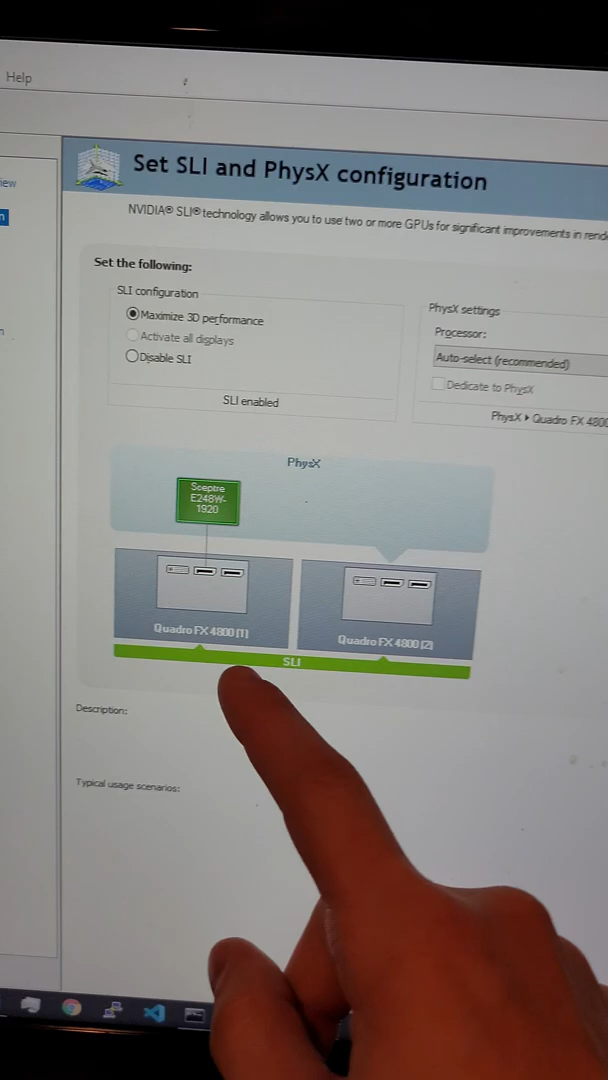 Help
iew
n
n
Set SLI and PhysX configuration
NVIDIA® SLI® technology allows you to use two or more GPUs for significant improvements in rende
Set the following:
SLI configuration
Maximize 3D performance
Activate all displays
Disable SLI
SLI enabled
PhysX settings
Processor:
Auto-select (recommended)
Dedicate to PhysX
PhysX ▸ Quadro FX 4800
PhysX
Sceptre
E248W-
1920
Quadro FX 4800 [1]
Quadro FX 4800 [2]
SLI
Description:
Typical usage scenarios: